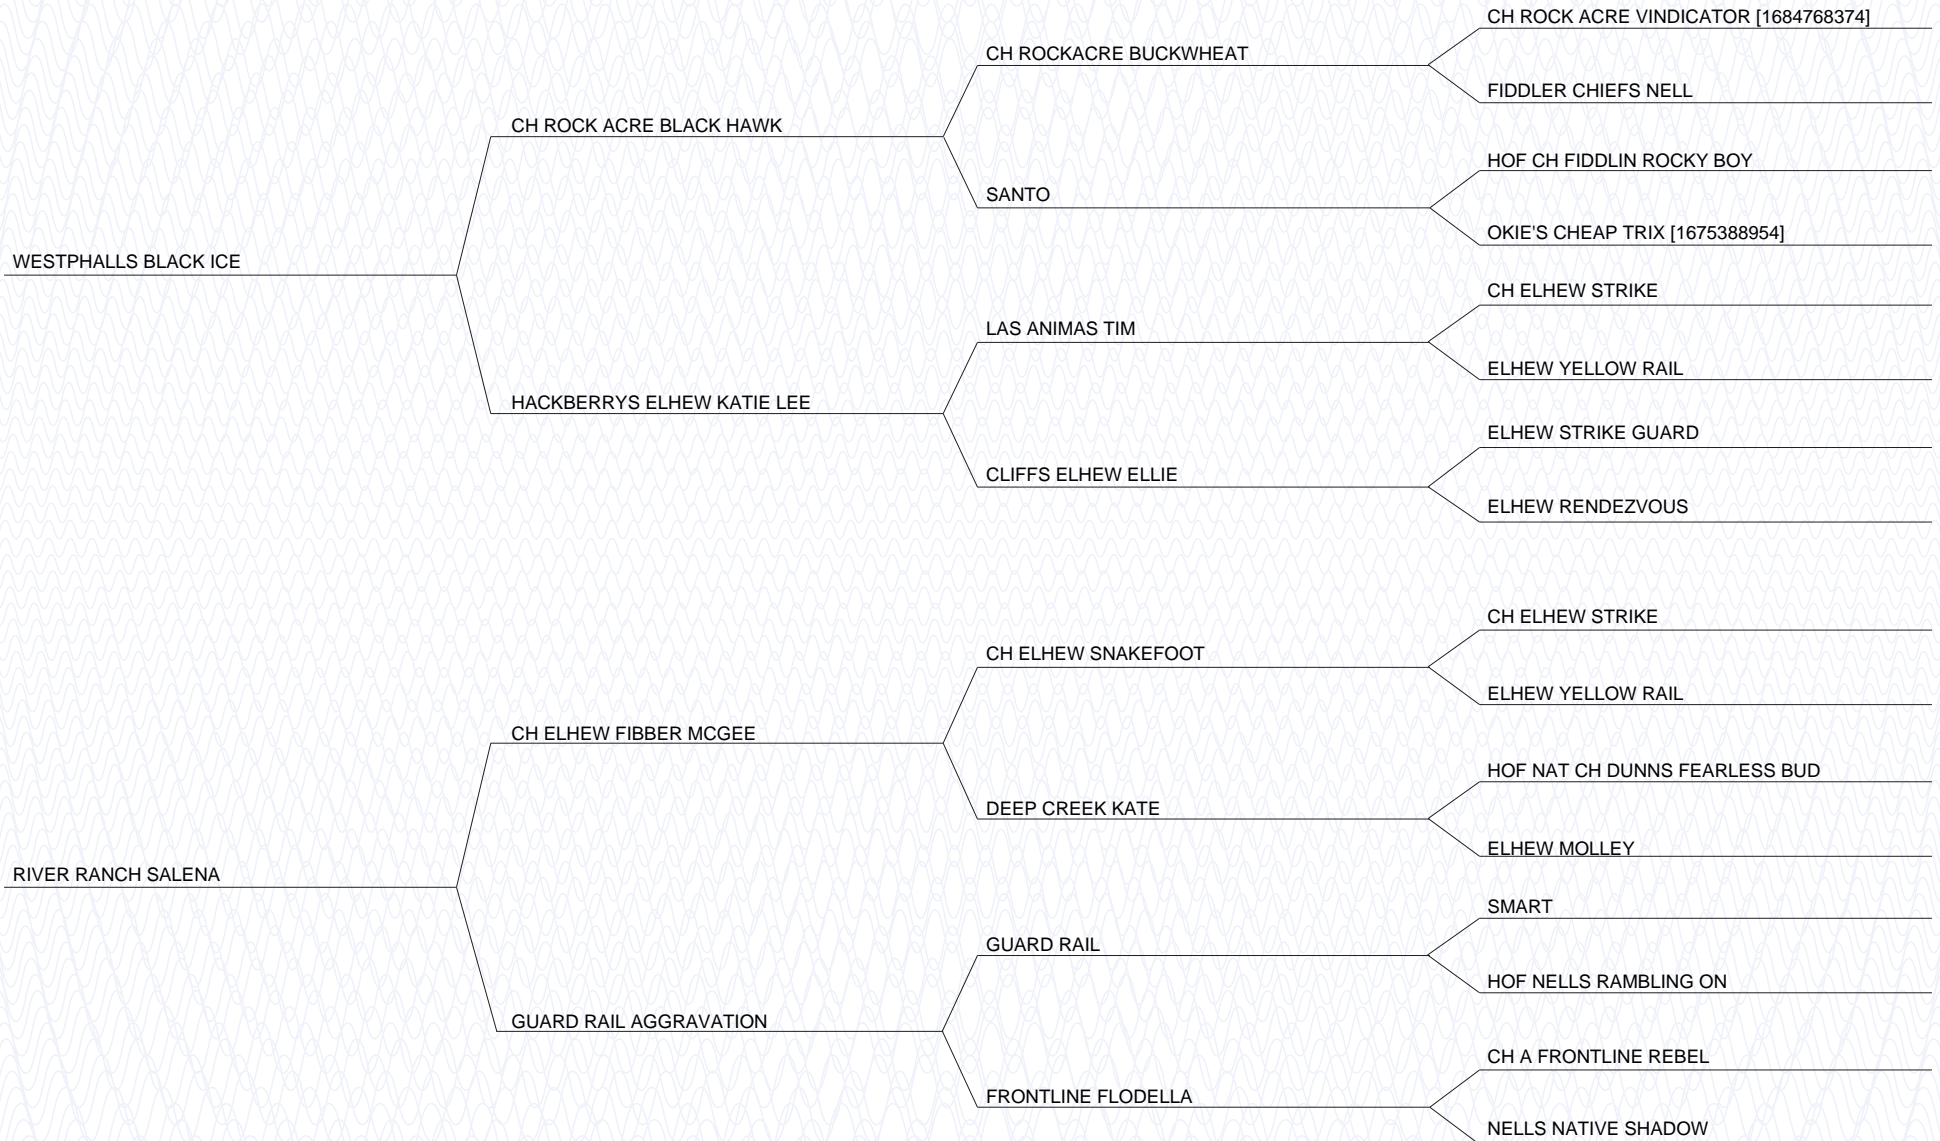 CH ROCK ACRE VINDICATOR [1684768374]
CH ROCKACRE BUCKWHEAT
FIDDLER CHIEFS NELL
CH ROCK ACRE BLACK HAWK
HOF CH FIDDLIN ROCKY BOY
SANTO
OKIE'S CHEAP TRIX [1675388954]
WESTPHALLS BLACK ICE
CH ELHEW STRIKE
LAS ANIMAS TIM
ELHEW YELLOW RAIL
HACKBERRYS ELHEW KATIE LEE
ELHEW STRIKE GUARD
CLIFFS ELHEW ELLIE
ELHEW RENDEZVOUS
CH ELHEW STRIKE
CH ELHEW SNAKEFOOT
ELHEW YELLOW RAIL
CH ELHEW FIBBER MCGEE
HOF NAT CH DUNNS FEARLESS BUD
DEEP CREEK KATE
ELHEW MOLLEY
RIVER RANCH SALENA
SMART
GUARD RAIL
HOF NELLS RAMBLING ON
GUARD RAIL AGGRAVATION
CH A FRONTLINE REBEL
FRONTLINE FLODELLA
NELLS NATIVE SHADOW